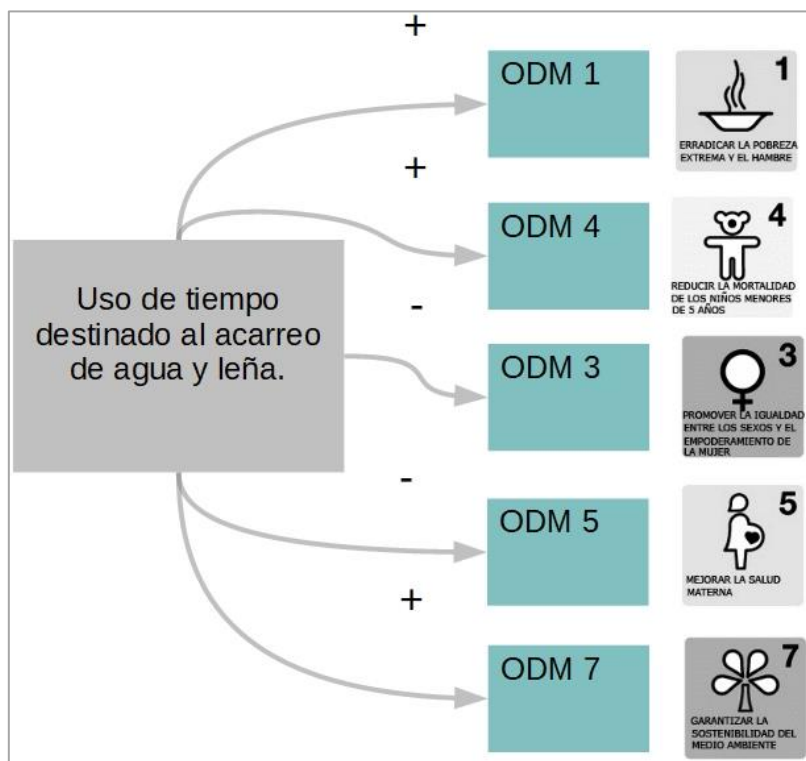 +
ODM 1
1
ERRADICAR LA POBREZA
EXTREMA Y EL HAMBRE
+
ODM 4
4
REDUCIR LA MORTALIDAD
DE LOS NIÑOS MENORES
DE 5 AÑOS
Uso de tiempo
destinado al acarreo
de agua y leña.
-
ODM 3
3
PROMOVER LA IGUALDAD
ENTRE LOS SEXOS Y EL
EMPODERAMIENTO DE
LA MUJER
-
ODM 5
5
MEJORAR LA SALUD
MATERNA
+
ODM 7
7
GARANTIZAR LA
SOSTENIBILIDAD DEL
MEDIO AMBIENTE